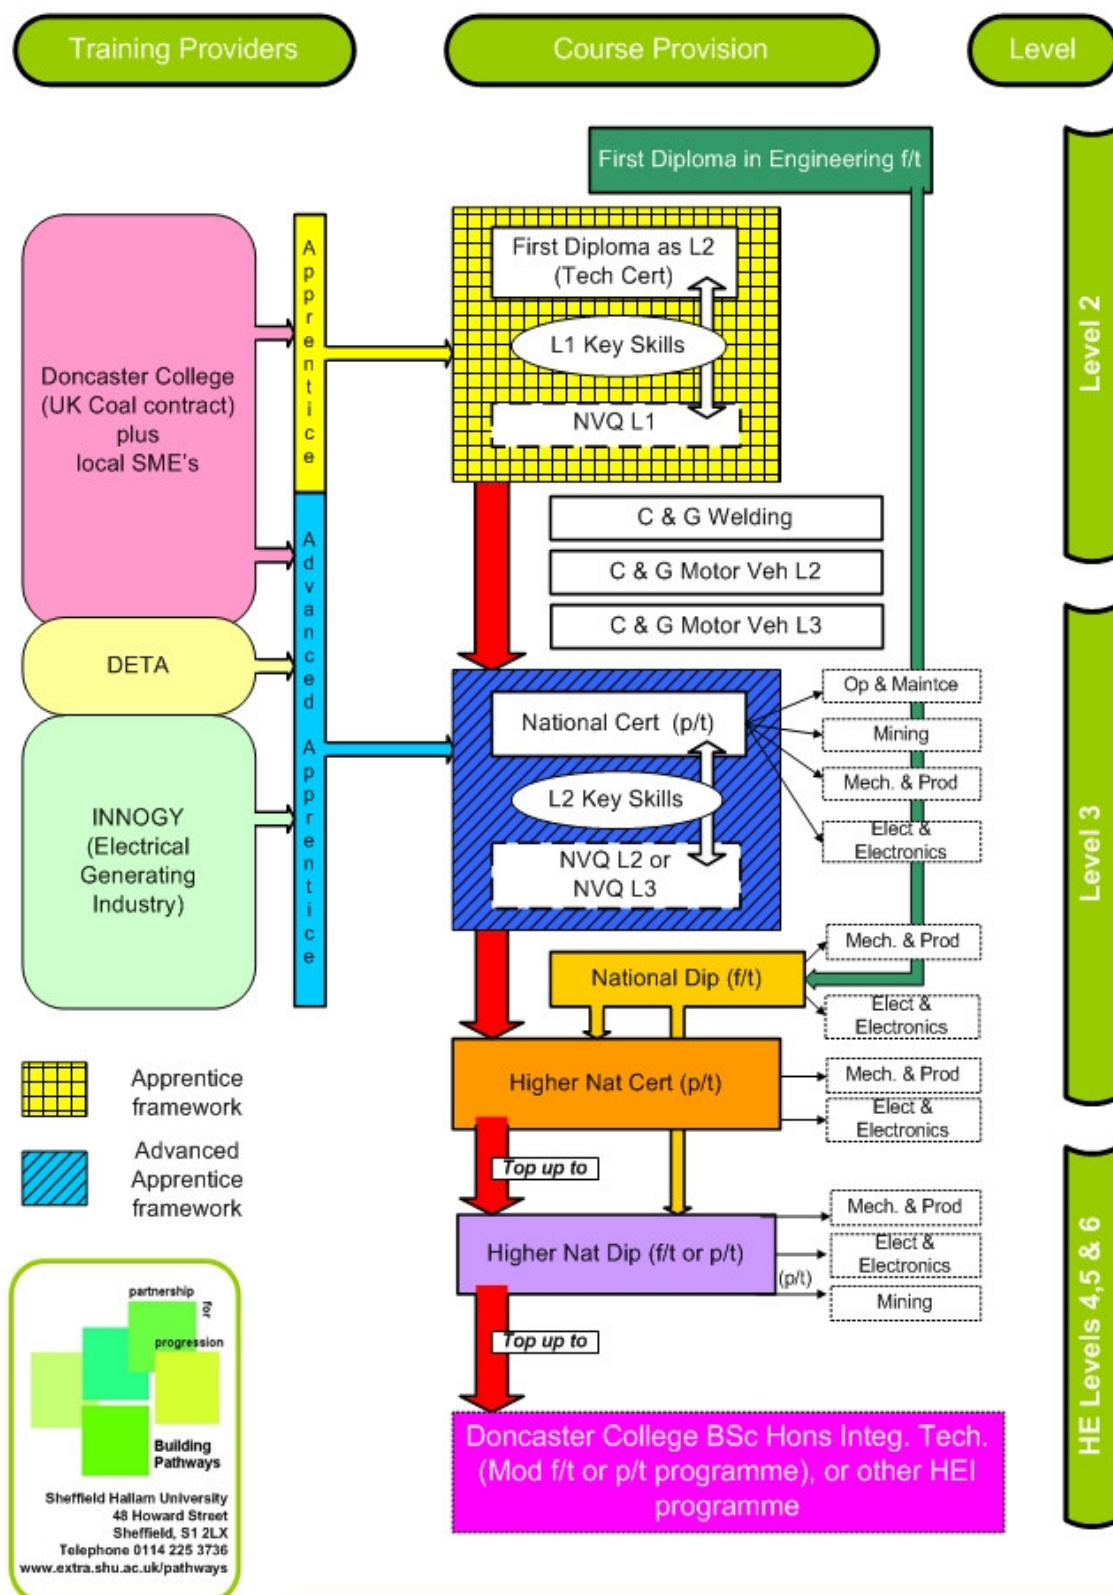 Training Providers
Course Provision
Level
First Diploma in Engineering f/t
Level 2
Apprentice
First Diploma as L2
(Tech Cert)
L1 Key Skills
NVQ L1
Doncaster College
(UK Coal contract)
plus
local SME's
C & G Welding
C & G Motor Veh L2
C & G Motor Veh L3
Advanced Apprentice
DETA
INNOGY
(Electrical
Generating
Industry)
Level 3
National Cert (p/t)
L2 Key Skills
NVQ L2 or
NVQ L3
Op & Maintce
Mining
Mech. & Prod
Elect &
Electronics
National Dip (f/t)
Mech. & Prod
Elect &
Electronics
Higher Nat Cert (p/t)
Mech. & Prod
Elect &
Electronics
Apprentice
framework
Advanced
Apprentice
framework
Top up to
Higher Nat Dip (f/t or p/t)
Mech. & Prod
Elect &
Electronics
(p/t)
Mining
HE Levels 4,5 & 6
Top up to
Doncaster College BSc Hons Integ. Tech.
(Mod f/t or p/t programme), or other HEI
programme
partnership
for
progression
Building
Pathways
Sheffield Hallam University
48 Howard Street
Sheffield, S1 2LX
Telephone 0114 225 3736
www.extra.shu.ac.uk/pathways